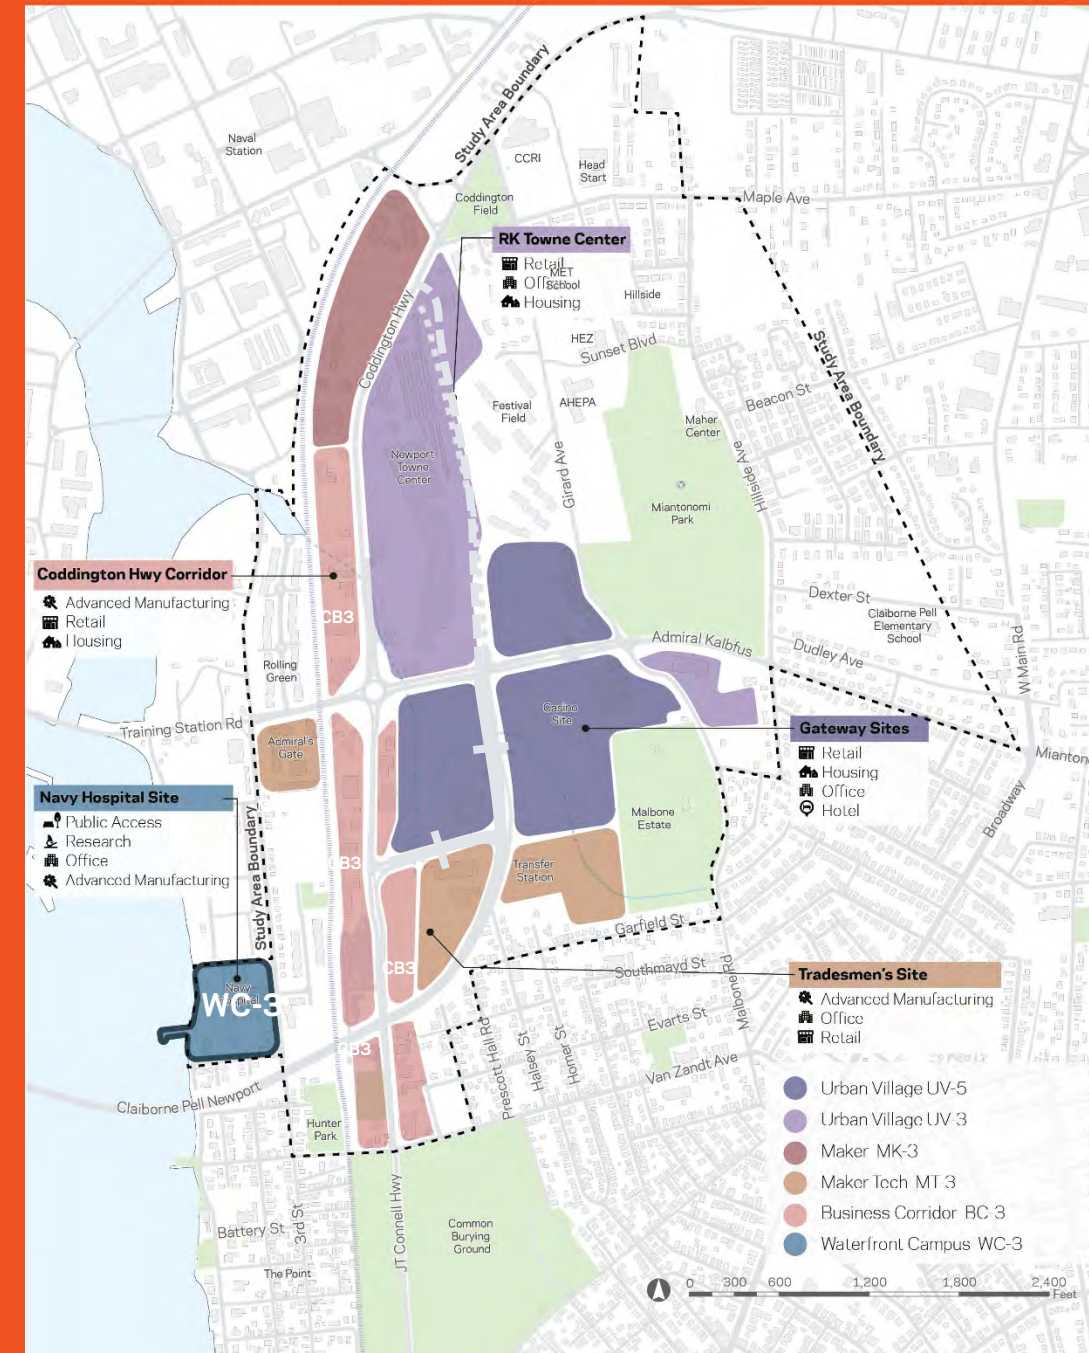 Study Area Boundary
Naval
Station
CCRI
Head
Start
Maple Ave
Coddington
Field
RK Towne Center
Retail
Office
Housing
MET
School
Hillside
Coddington Hwy
HEZ
Sunset Blvd
Study Area Boundary
Beacon St
Festival
Field
AHEPA
Maher
Center
Hillside Ave
Girard Ave
Newport
Towne
Center
Miantonomi
Park
Coddington Hwy Corridor
Advanced Manufacturing
Retail
Housing
CB3
Dexter St
Claiborne Pell
Elementary
School
Admiral Kalbfus
Dudley Ave
W Main Rd
Rolling
Green
Training Station Rd
Admiral's
Gate
Casino
Site
Gateway Sites
Retail
Housing
Office
Hotel
Mianton
Broadway
Navy Hospital Site
Public Access
Research
Office
Advanced Manufacturing
Study Area Boundary
Malbone
Estate
CB3
Transfer
Station
Garfield St
CB3
Southmayd St
Malbone Rd
Tradesmen's Site
Advanced Manufacturing
Office
Retail
Navy
Hospital
WC-3
Evarts St
CB3
Prescott Hall Rd
Halsey St
Homer St
Van Zandt Ave
Claiborne Pell Newport
Hunter
Park
Urban Village UV-5
Urban Village UV-3
Maker MK-3
Maker Tech MT-3
Business Corridor BC-3
Waterfront Campus WC-3
Battery St
3rd St
JT Connell Hwy
Common
Burying
Ground
The Point
0 300 600 1,200 1,800 2,400
Feet